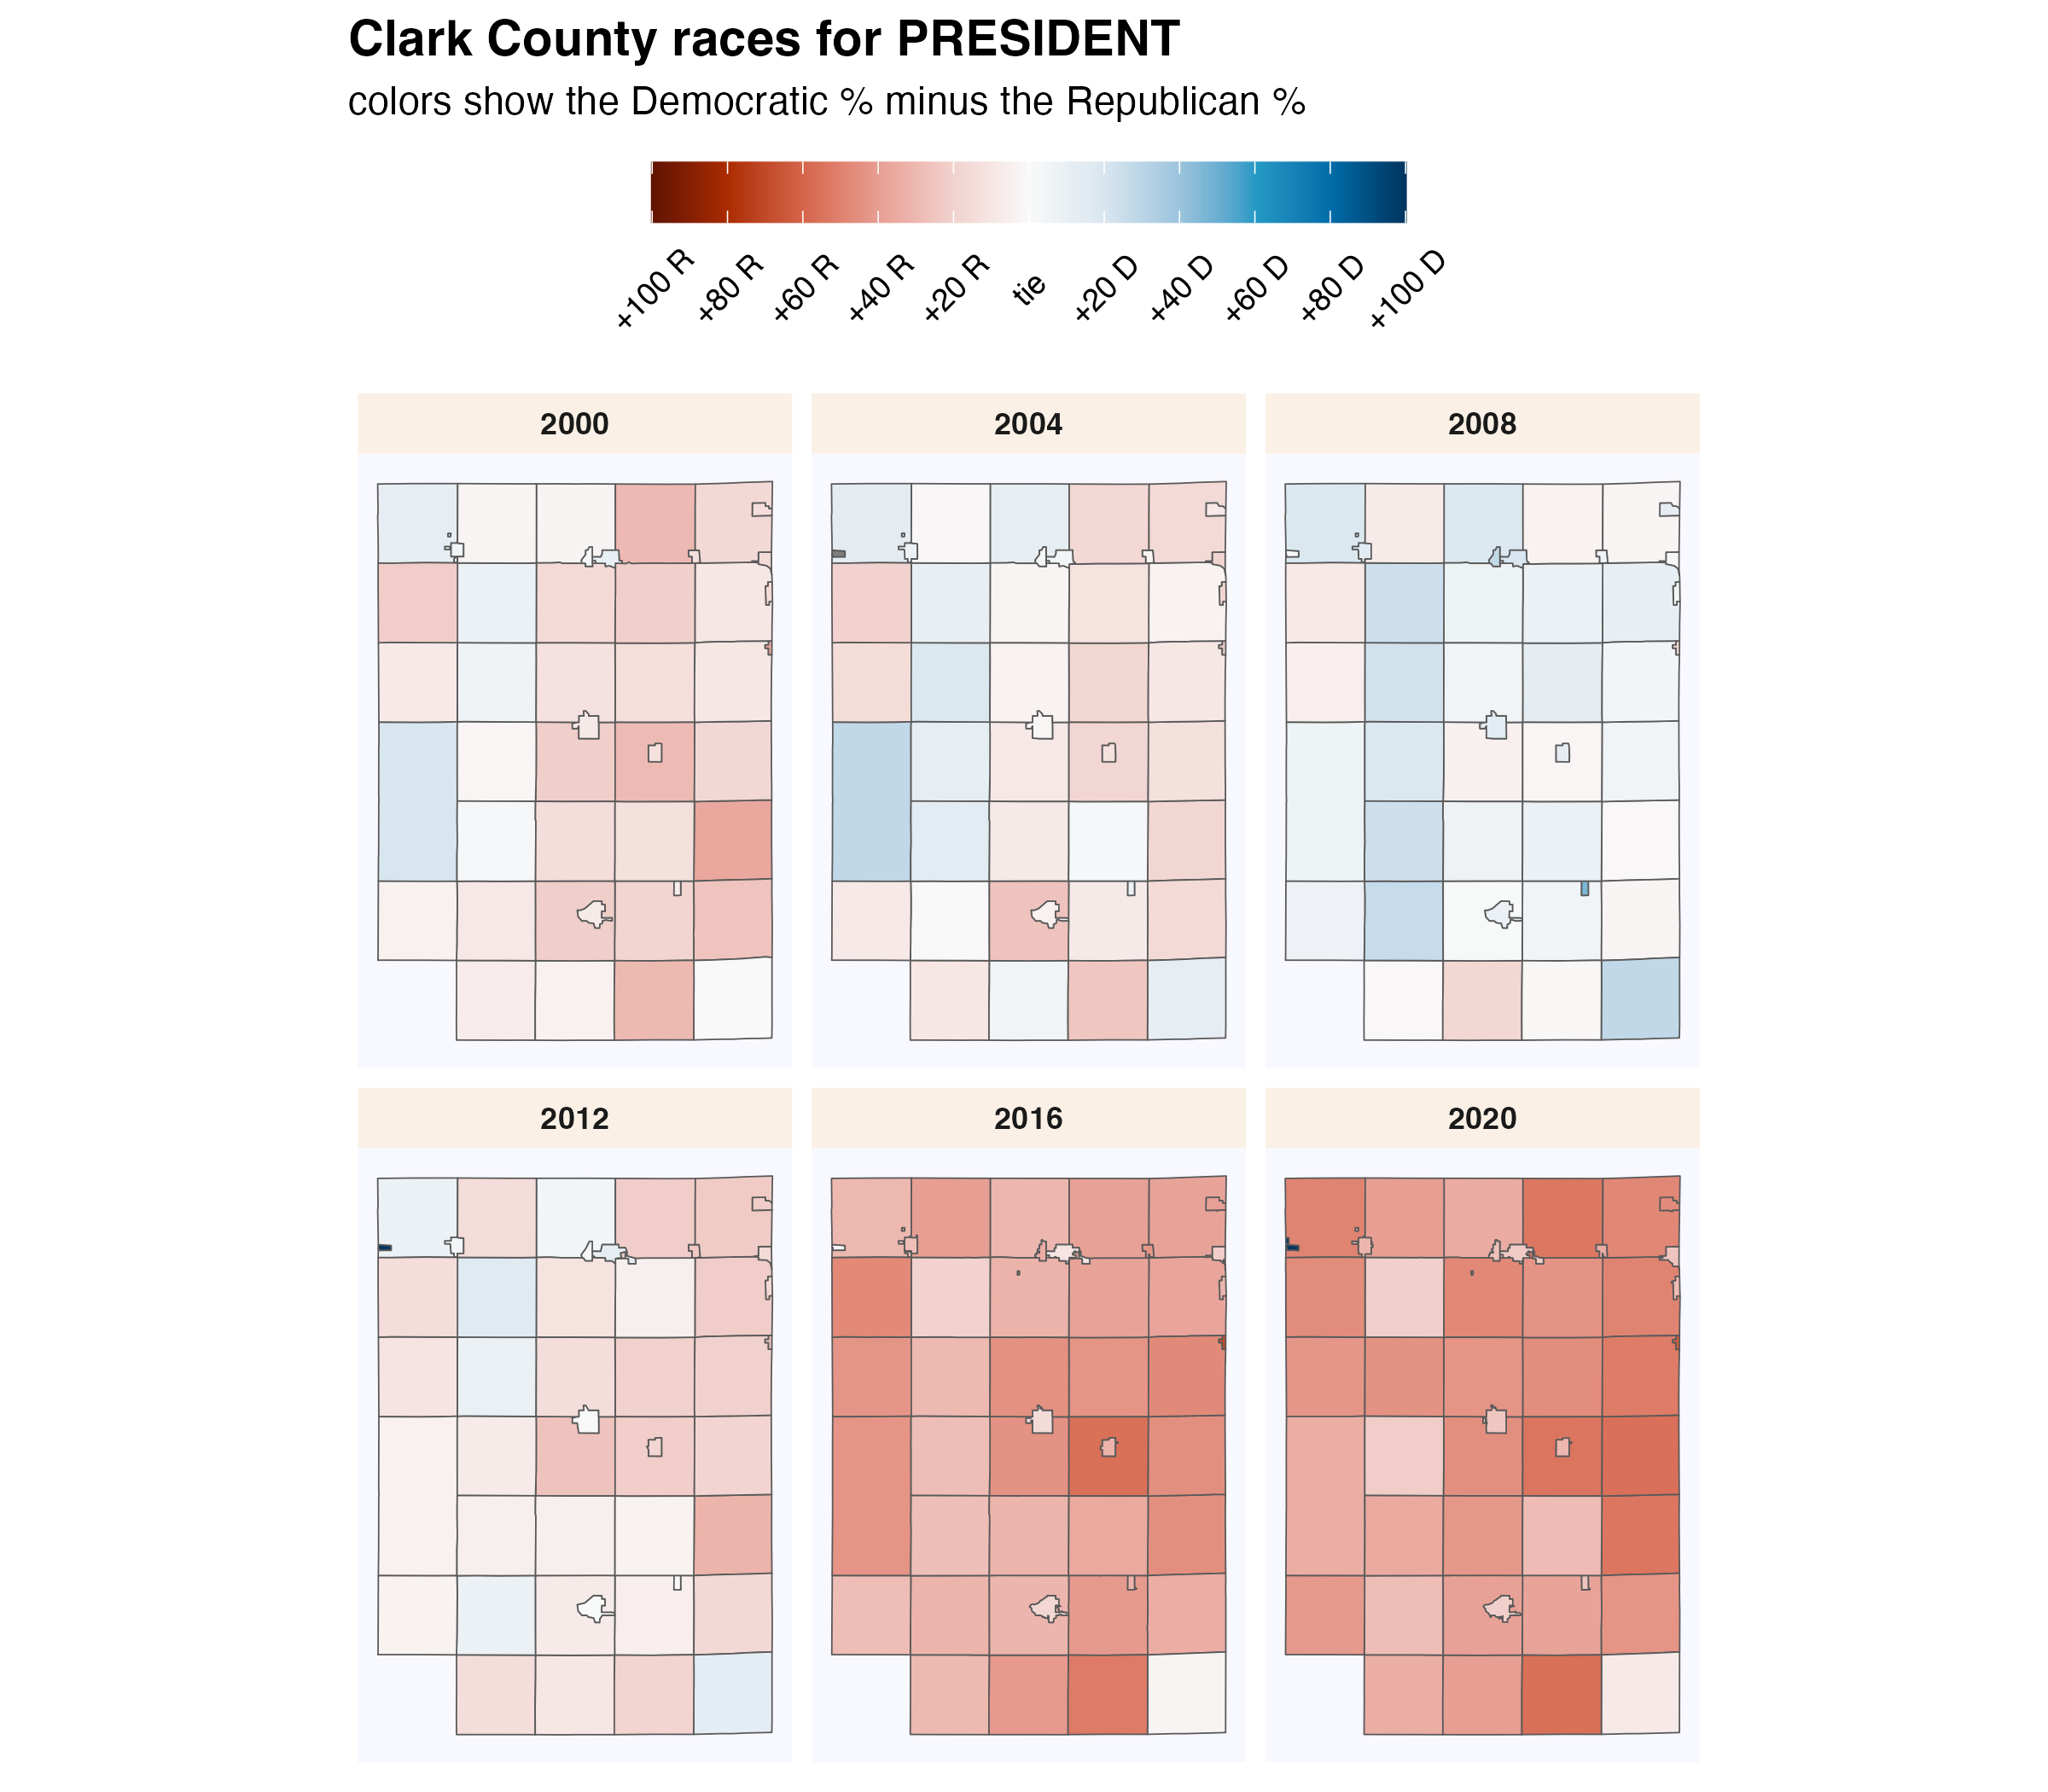 Clark County races for PRESIDENT
colors show the Democratic % minus the Republican %
+100 R
+80 R
+60 R
+40 R
+20 R
tie
+20 D
+40 D
+60 D
+80 D
+100 D
2000
2004
2008
2012
2016
2020